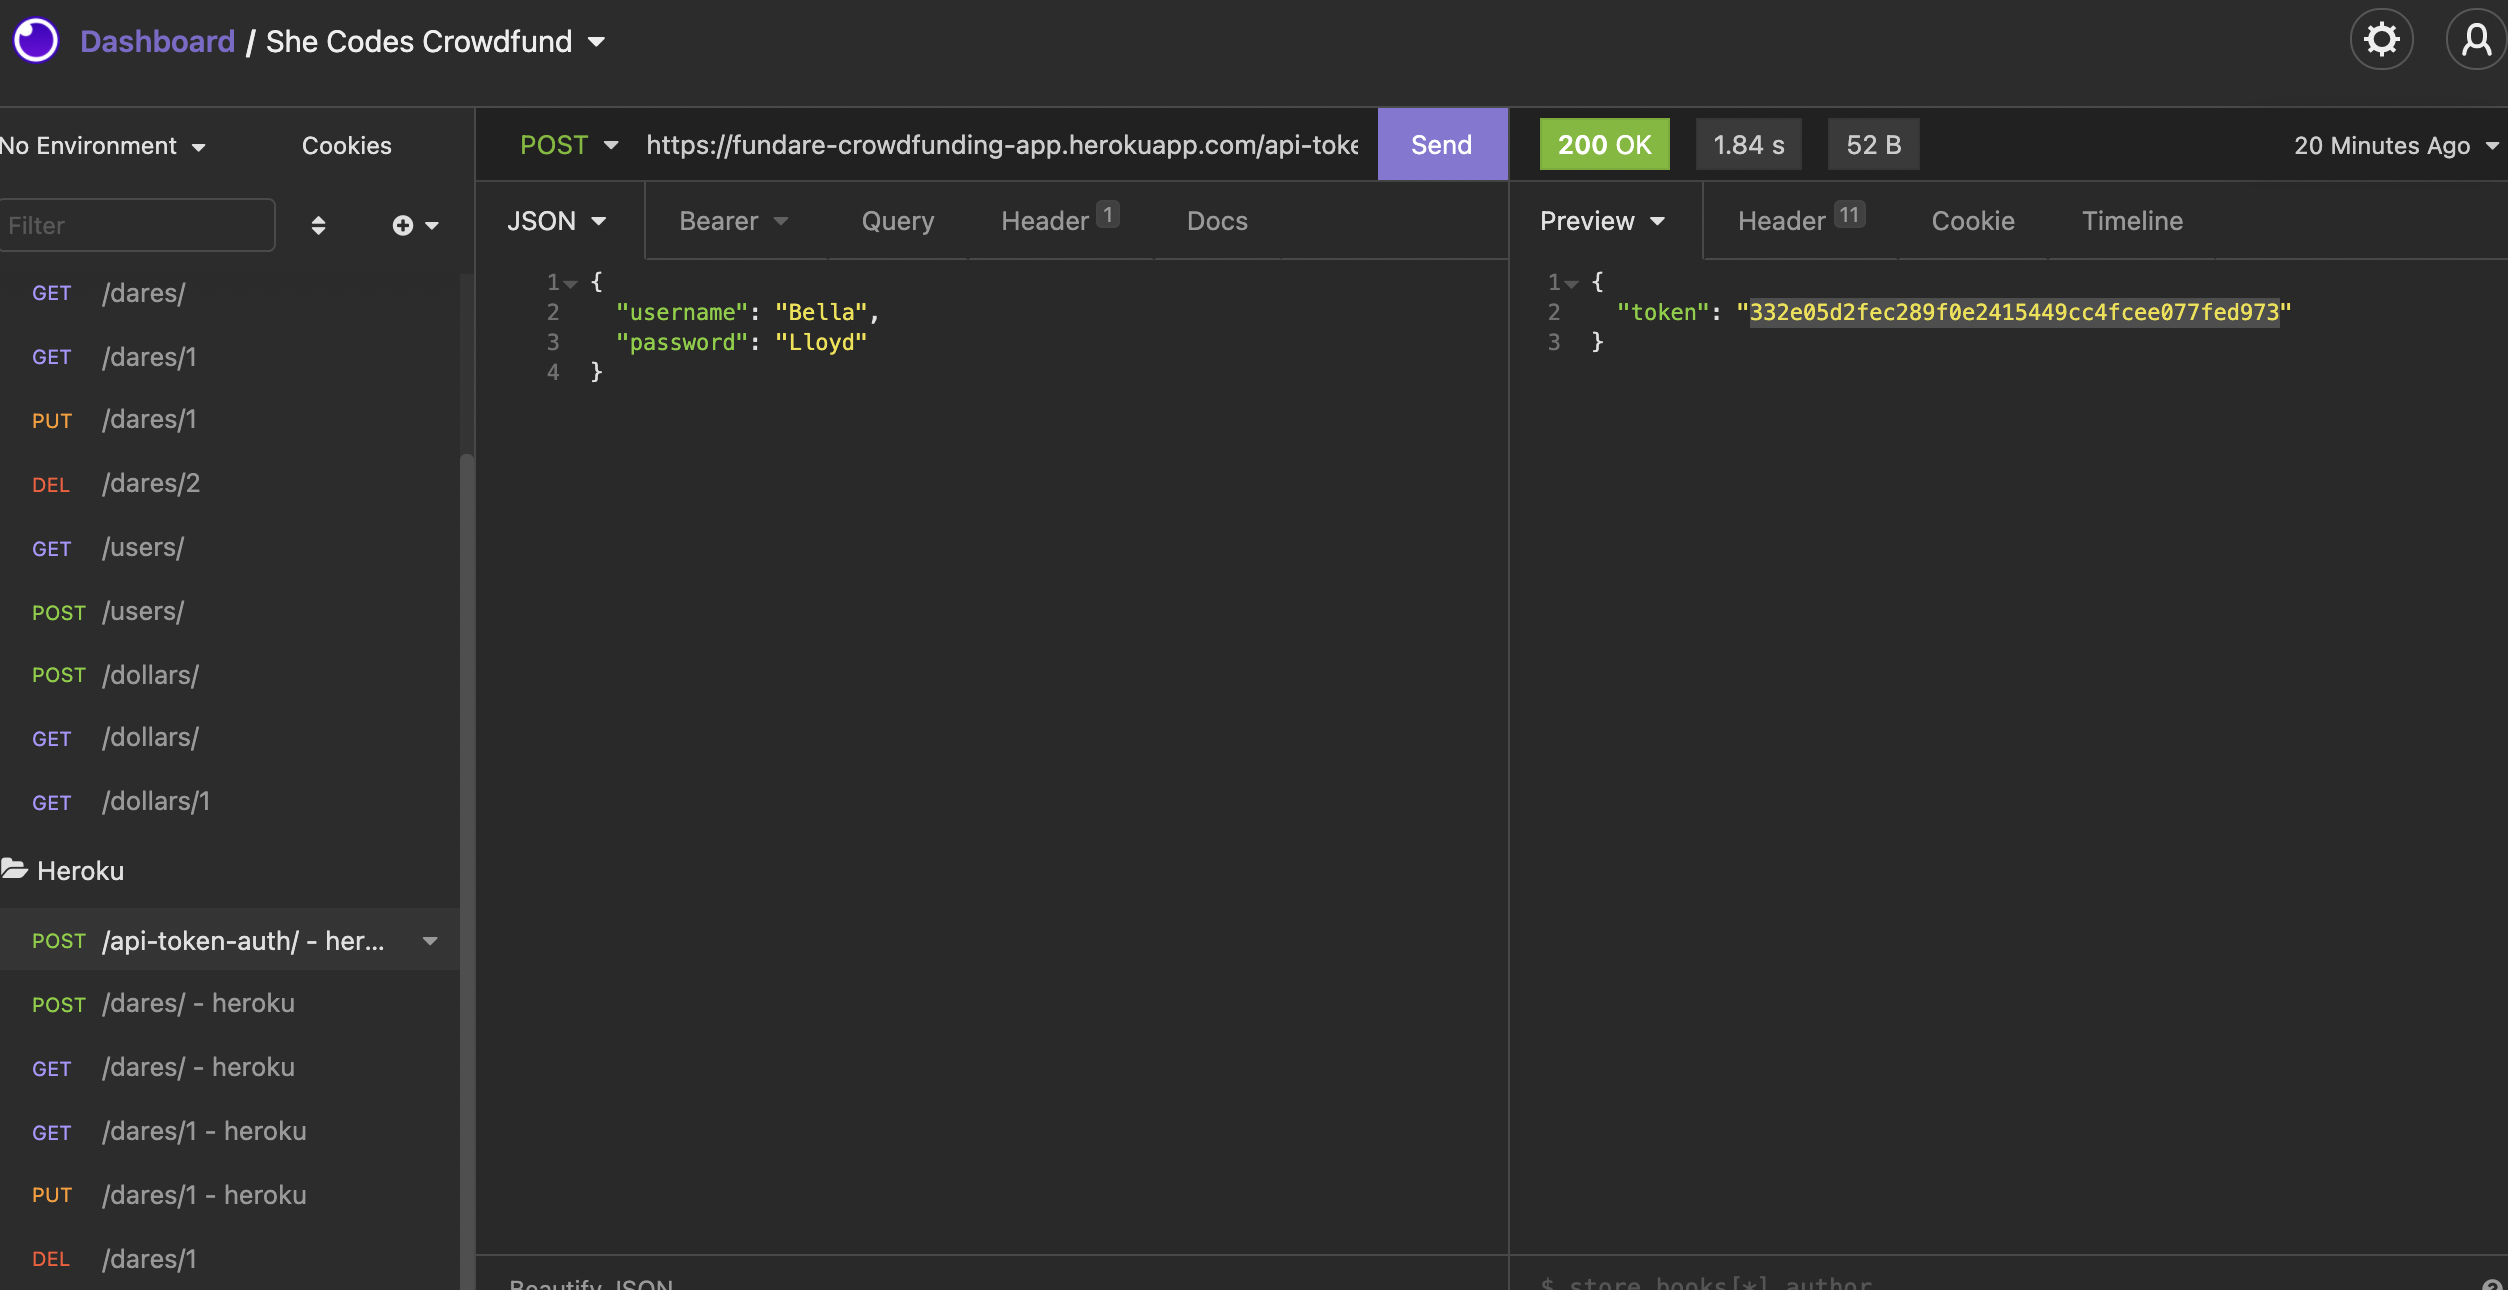 Dashboard / She Codes Crowdfund
No Environment
Cookies
Filter
GET /dares/
GET /dares/1
PUT /dares/1
DEL /dares/2
GET /users/
POST /users/
POST /dollars/
GET /dollars/
GET /dollars/1
Heroku
POST /api-token-auth/ - her...
POST /dares/ - heroku
GET /dares/ - heroku
GET /dares/1 - heroku
PUT /dares/1 - heroku
DEL /dares/1
POST https://fundare-crowdfunding-app.herokuapp.com/api-toke Send
JSON Bearer Query Header 1 Docs
1 {
2 "username": "Bella",
3 "password": "Lloyd"
4 }
Beautify JSON
200 OK 1.84 s 52 B 20 Minutes Ago
Preview Header 11 Cookie Timeline
1 {
2 "token": "332e05d2fec289f0e2415449cc4fcee077fed973"
3 }
$.store.books[*].author